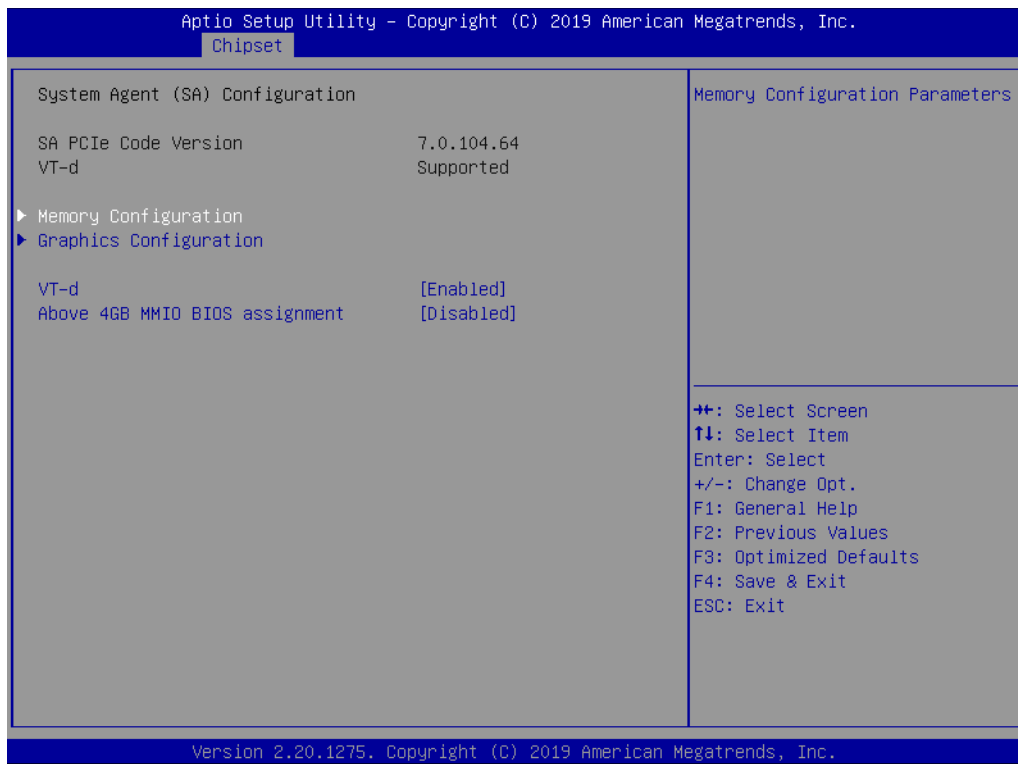 Aptio Setup Utility – Copyright (C) 2019 American Megatrends, Inc.
Chipset
System Agent (SA) Configuration
SA PCIe Code Version 7.0.104.64
VT-d Supported
Memory Configuration
Graphics Configuration
VT-d [Enabled]
Above 4GB MMIO BIOS assignment [Disabled]
Memory Configuration Parameters
→←: Select Screen
↑↓: Select Item
Enter: Select
+/-: Change Opt.
F1: General Help
F2: Previous Values
F3: Optimized Defaults
F4: Save & Exit
ESC: Exit
Version 2.20.1275. Copyright (C) 2019 American Megatrends, Inc.